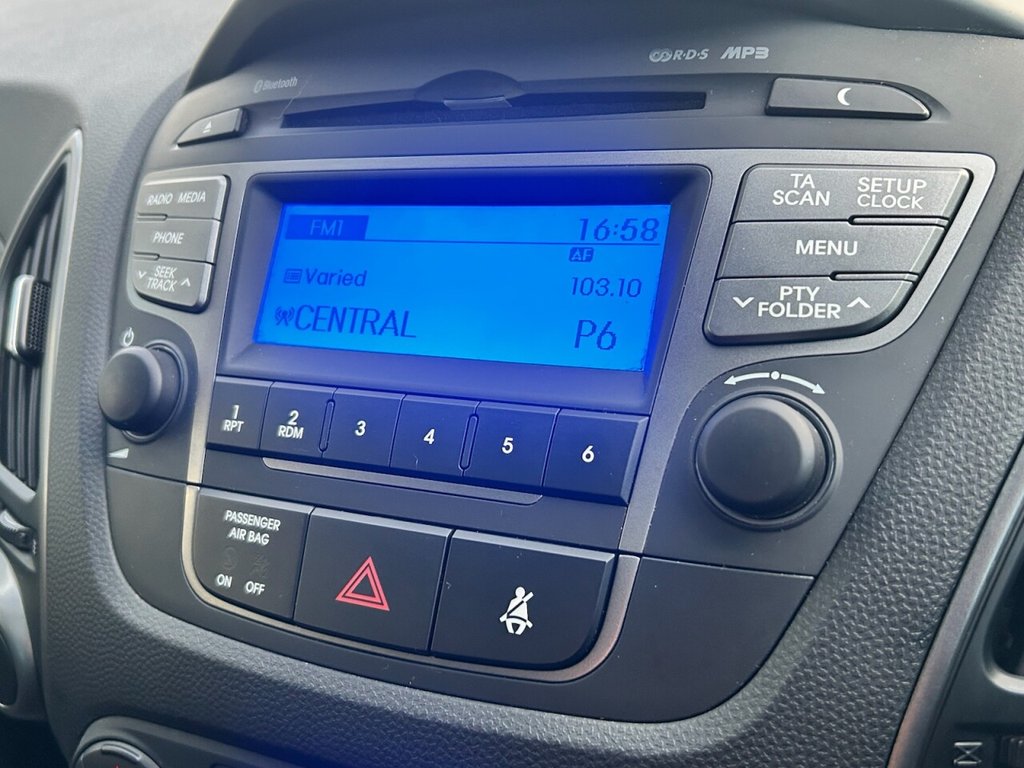 Bluetooth
R·D·S MP3
RADIO MEDIA
PHONE
SEEK
TRACK
FM1
16:58
AF
Varied
103.10
CENTRAL
P6
TA
SCAN
SETUP
CLOCK
MENU
PTY
FOLDER
1
RPT
2
RDM
3
4
5
6
PASSENGER
AIR BAG
ON OFF